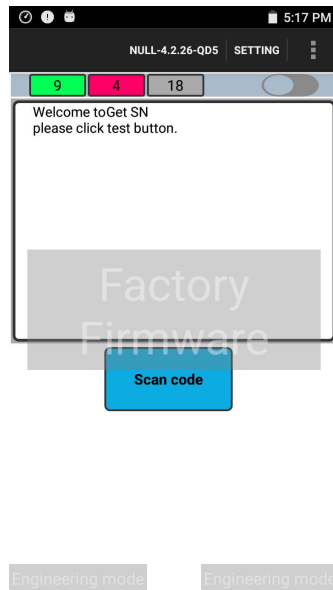 5:17 PM
NULL-4.2.26-QD5 SETTING
9 4 18
Welcome toGet SN
please click test button.
Factory
Firmware
Scan code
Engineering mode Engineering mode